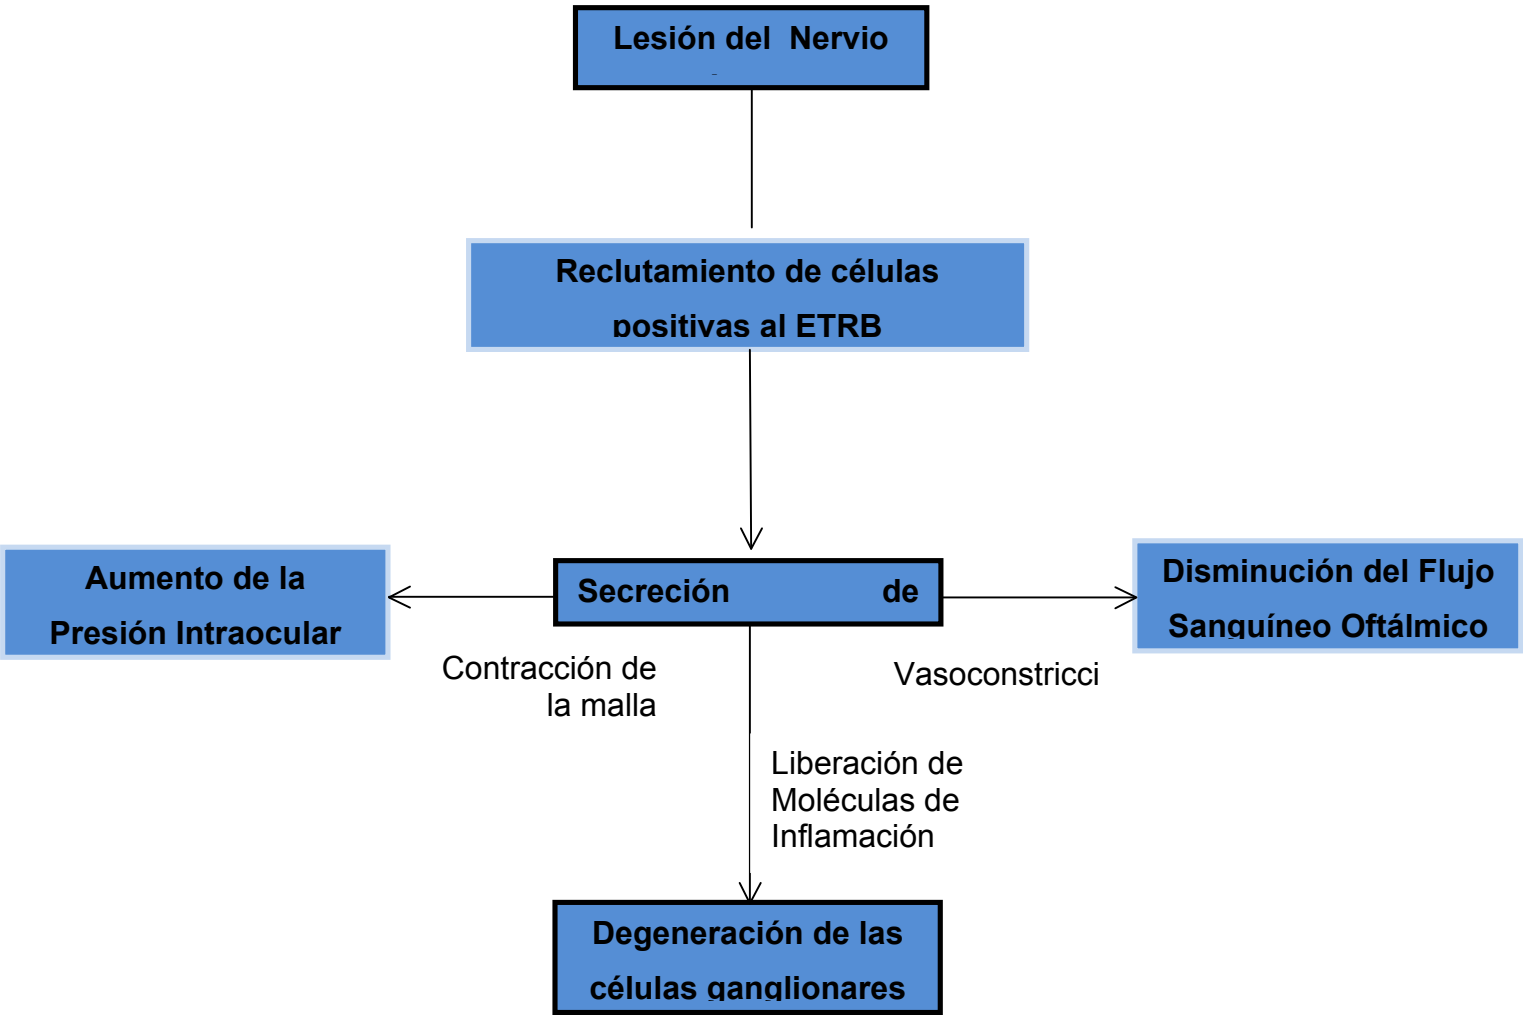 Lesión del Nervio
Reclutamiento de células
positivas al ETRB
Aumento de la
Presión Intraocular
Secreción de
Disminución del Flujo
Sanguíneo Oftálmico
Contracción de
la malla
Vasoconstricci
Liberación de
Moléculas de
Inflamación
Degeneración de las
células ganglionares